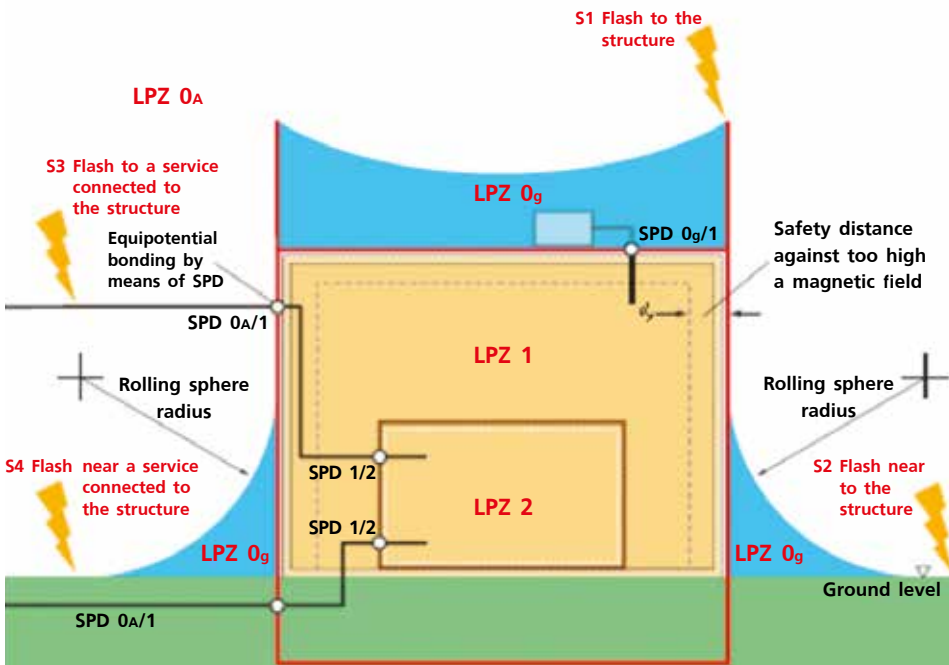 S1 Flash to the
structure
LPZ 0A
S3 Flash to a service
connected to
the structure
LPZ 0g
Equipotential
bonding by
means of SPD
SPD 0g/1
Safety distance
against too high
a magnetic field
SPD 0A/1
ds
LPZ 1
Rolling sphere
radius
Rolling sphere
radius
S4 Flash near a service
connected to
the structure
SPD 1/2
S2 Flash near
to the
structure
LPZ 2
SPD 1/2
LPZ 0g
LPZ 0g
Ground level
SPD 0A/1